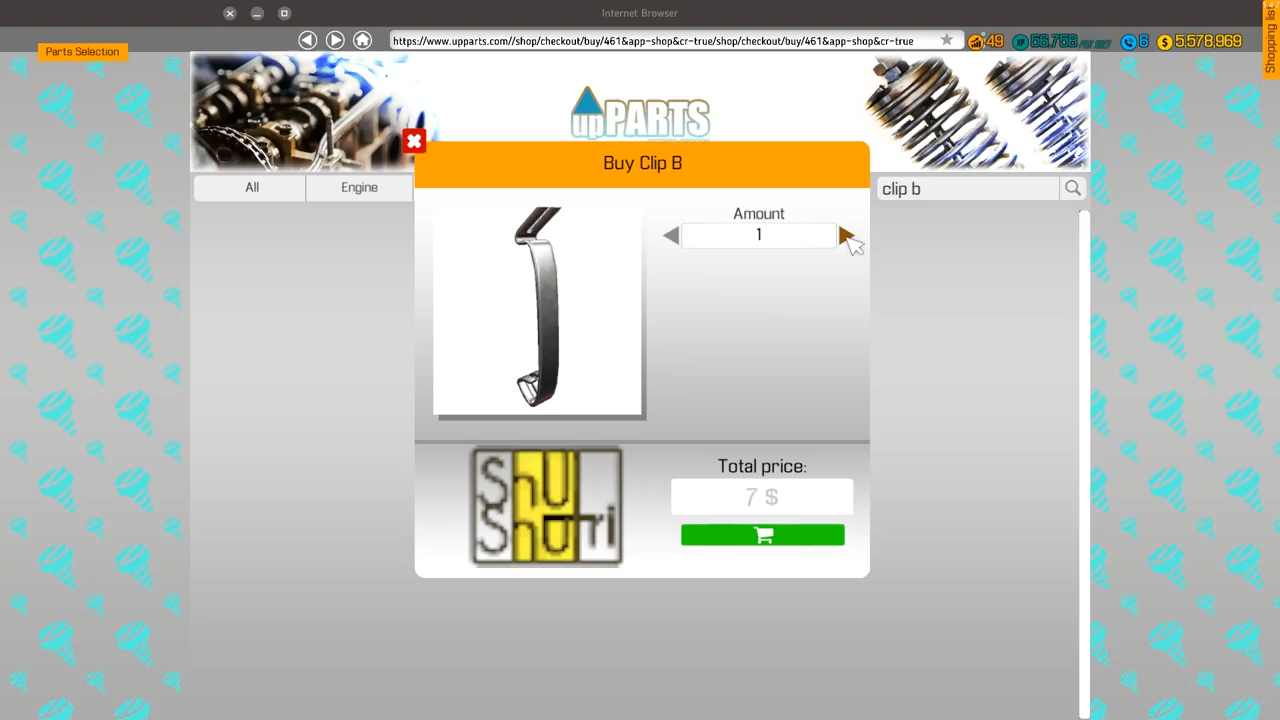 Internet Browser
https://www.upparts.com//shop/checkout/buy/461&app-shop&cr-true/shop/checkout/buy/461&app-shop&cr-true
49
6
5,578,969
Shopping list
Parts Selection
upPARTS
Buy Clip B
All
Engine
clip b
Amount
1
Total price:
7 $